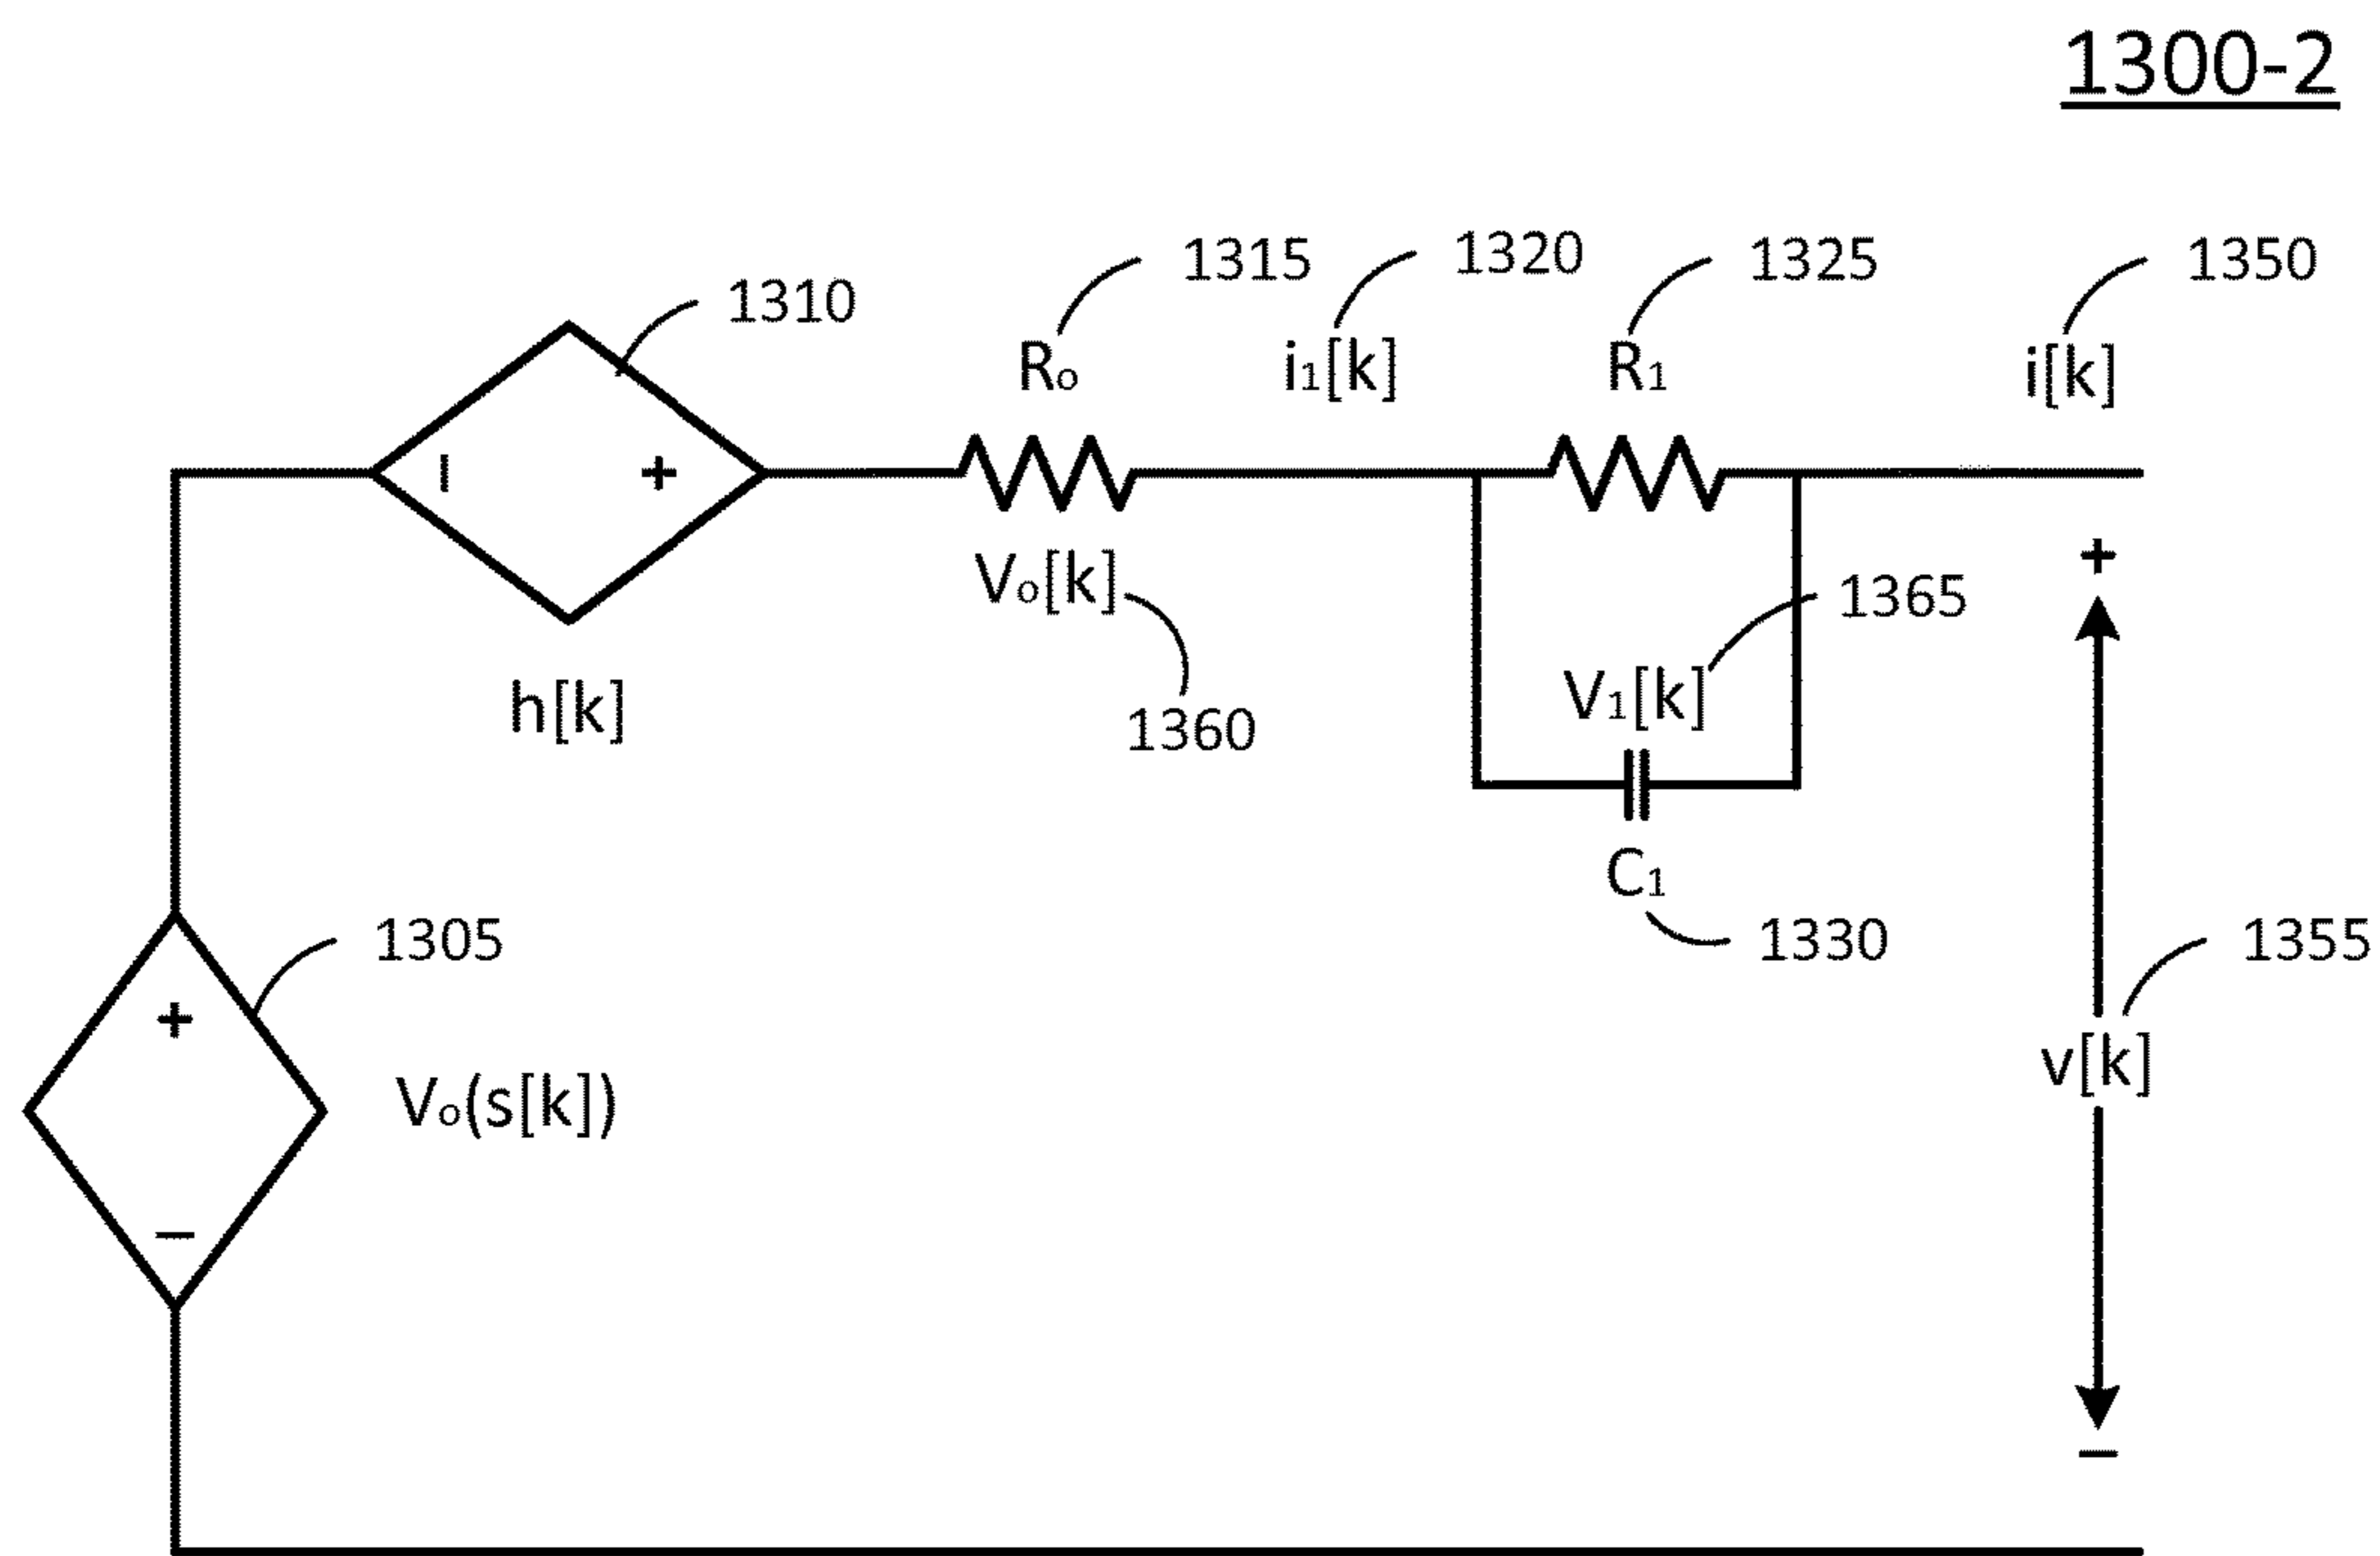 1300-2
1315 1320 1325 1350
1310
Ro i1[k] R1 i[k]
− + +
Vo[k] 1365
V1[k]
h[k] 1360
C1
1305 1330 1355
+
Vo(s[k]) v[k]
−
−